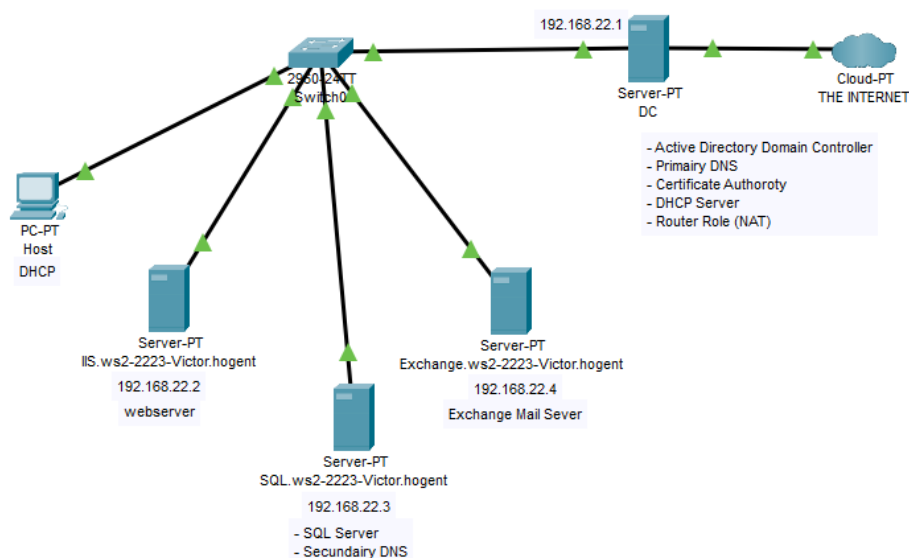 192.168.22.1
2960-24TT
Switch0
Server-PT
DC
Cloud-PT
THE INTERNET
- Active Directory Domain Controller
- Primairy DNS
- Certificate Authoroty
- DHCP Server
- Router Role (NAT)
PC-PT
Host
DHCP
Server-PT
IIS.ws2-2223-Victor.hogent
192.168.22.2
webserver
Server-PT
Exchange.ws2-2223-Victor.hogent
192.168.22.4
Exchange Mail Sever
Server-PT
SQL.ws2-2223-Victor.hogent
192.168.22.3
- SQL Server
- Secundairy DNS